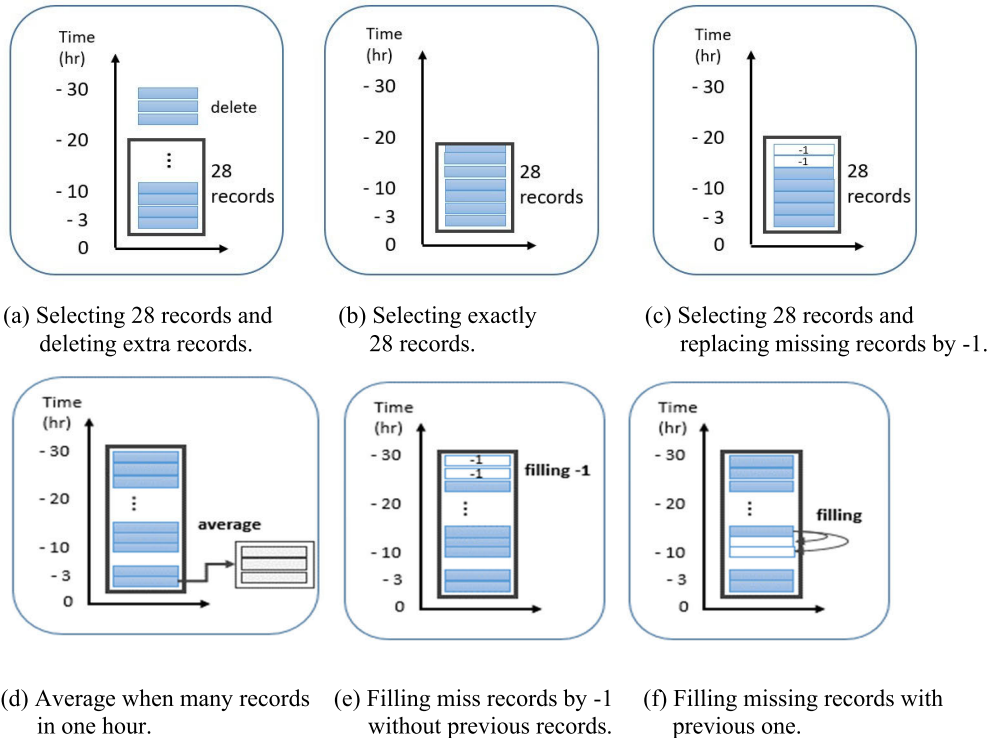 Time
(hr)
- 30
delete
- 20
28
records
- 10
- 3
0
(a) Selecting 28 records and
deleting extra records.
Time
(hr)
- 30
- 20
28
records
- 10
- 3
0
(b) Selecting exactly
28 records.
Time
(hr)
- 30
- 20
-1
-1
28
records
- 10
- 3
0
(c) Selecting 28 records and
replacing missing records by -1.
Time
(hr)
- 30
- 20
average
- 10
- 3
0
(d) Average when many records
in one hour.
Time
(hr)
- 30
-1
-1
filling -1
- 20
- 10
- 3
0
(e) Filling miss records by -1
without previous records.
Time
(hr)
- 30
- 20
filling
- 10
- 3
0
(f) Filling missing records with
previous one.